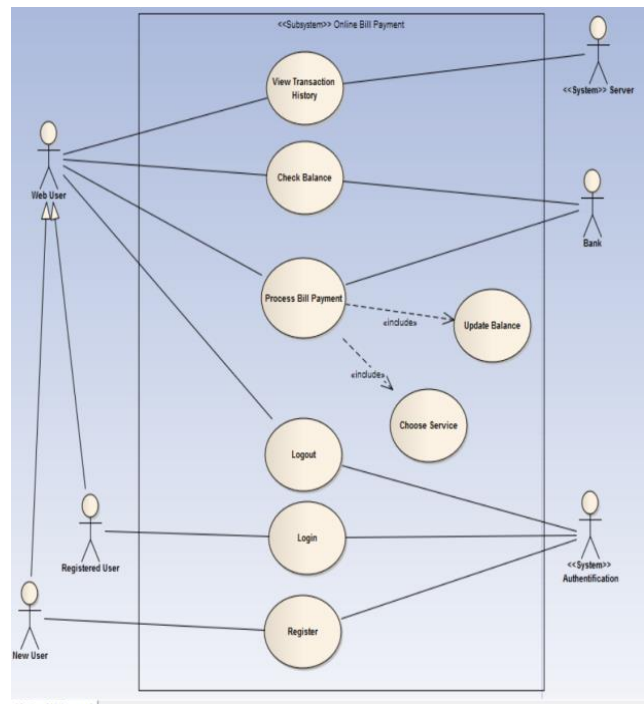 <<Subsystem>> Online Bill Payment
View Transaction
History
<<System>> Server
Web User
Check Balance
Bank
Process Bill Payment
«include»
Update Balance
«include»
Choose Service
Logout
Registered User
Login
<<System>>
Authentification
New User
Register